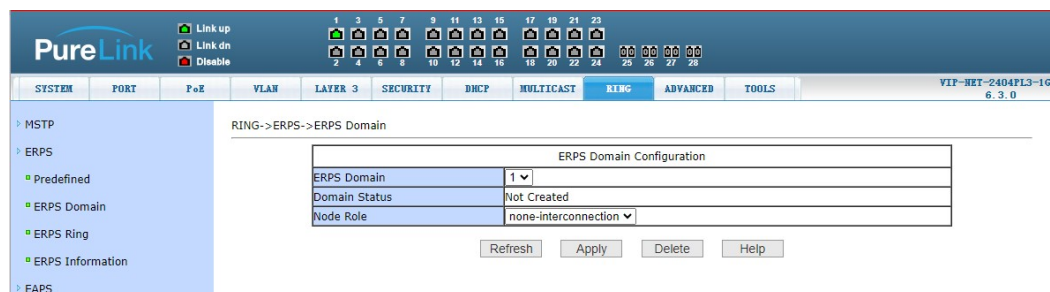 PureLink
Link up
Link dn
Disable
1 3 5 7 9 11 13 15 17 19 21 23
2 4 6 8 10 12 14 16 18 20 22 24 25 26 27 28
SYSTEM PORT PoE VLAN LAYER 3 SECURITY DHCP MULTICAST RING ADVANCED TOOLS
VIP-NET-2404PL3-1G
6.3.0
MSTP
ERPS
Predefined
ERPS Domain
ERPS Ring
ERPS Information
EAPS
RING->ERPS->ERPS Domain
ERPS Domain Configuration
ERPS Domain 1
Domain Status Not Created
Node Role none-interconnection
Refresh Apply Delete Help